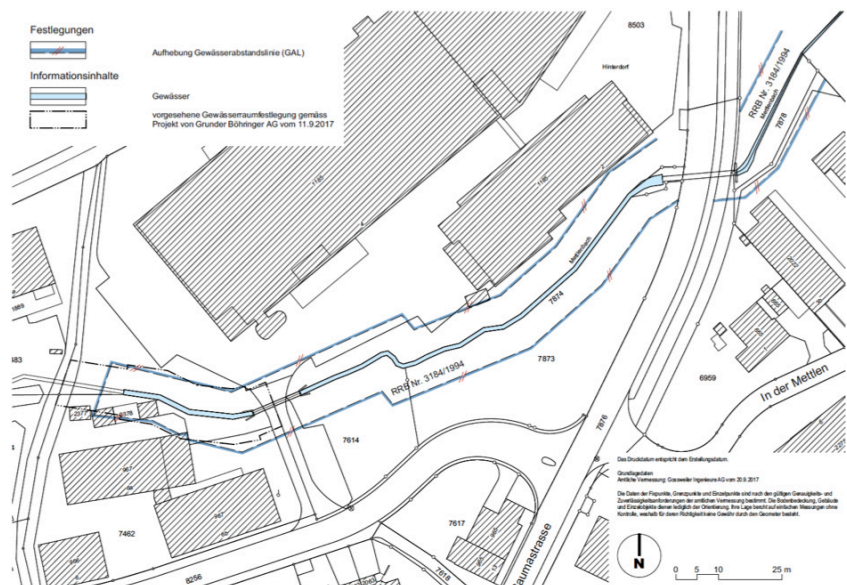 Festlegungen
Aufhebung Gewässerabstandslinie (GAL)
Informationsinhalte
Gewässer
vorgesehene Gewässerraumfestlegung gemäss
Projekt von Grunder Böhringer AG vom 11.9.2017
8503
Hinterdorf
RRB Nr. 3184/1994
Mettlenbach
7878
Mettlenbach
7874
7873
RRB Nr. 3184/1994
6959
In der Mettlen
7614
7876
7462
7617
7618
8256
aumastrasse
Das Druckdatum entspricht dem Erstellungsdatum.
Grundlagedaten
Amtliche Vermessung: Gossweiler Ingenieure AG vom 20.9.2017
Die Daten der Fixpunkte, Grenzpunkte und Einzelpunkte sind nach den gültigen Genauigkeits- und
Zuverlässigkeitsanforderungen der amtlichen Vermessung bestimmt. Die Bodenbedeckung, Gebäude
und Einzelobjekte dienen lediglich der Orientierung, ihre Lage beruht auf einfachen Messungen ohne
Kontrolle, weshalb für deren Richtigkeit keine Gewähr durch den Geometer besteht.
N
0 5 10 25 m